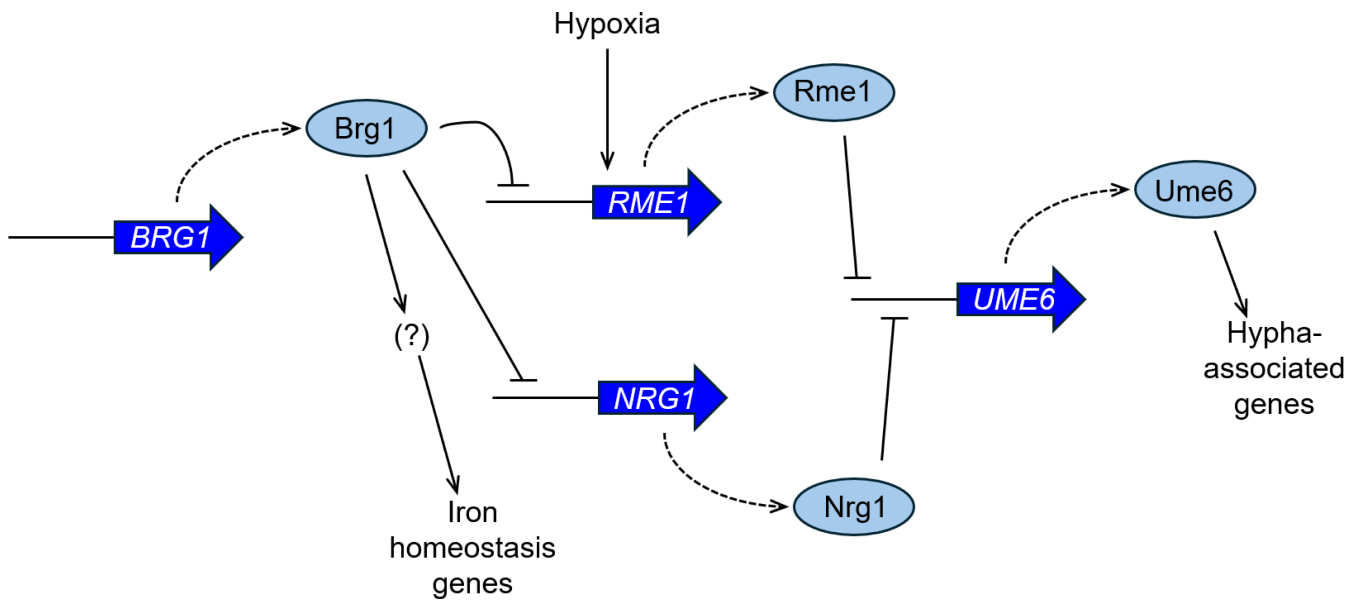 Hypoxia
Rme1
Brg1
Ume6
RME1
BRG1
UME6
(?)
Hypha-
associated
genes
NRG1
Nrg1
Iron
homeostasis
genes